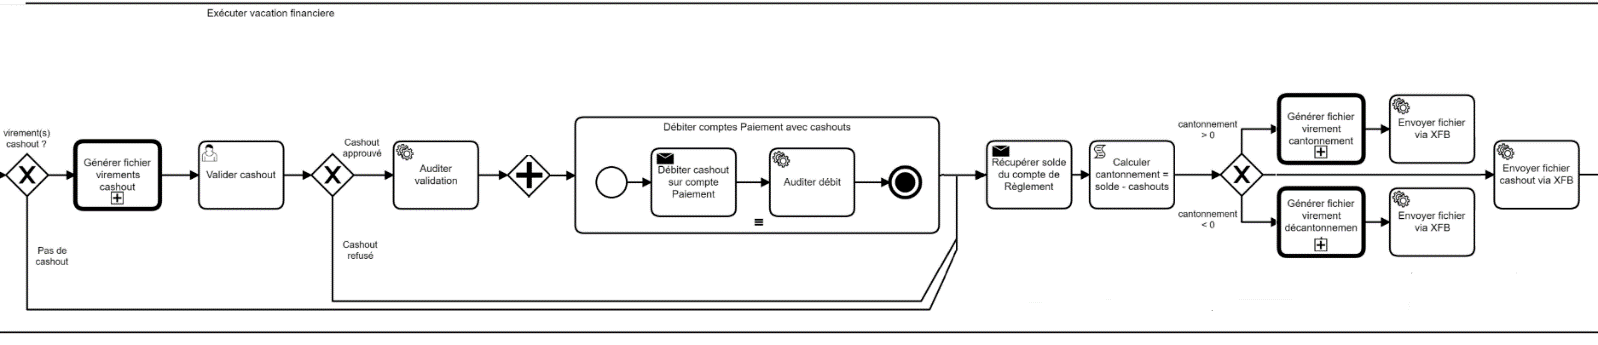 Exécuter vacation financiere
virement(s)
cashout ?
Pas de
cashout
Générer fichier
virements
cashout
Valider cashout
Cashout
approuvé
Cashout
refusé
Auditer
validation
Débiter comptes Paiement avec cashouts
Débiter cashout
sur compte
Paiement
Auditer débit
Récupérer solde
du compte de
Règlement
Calculer
cantonnement =
solde - cashouts
cantonnement
> 0
cantonnement
< 0
Générer fichier
virement
cantonnement
Envoyer fichier
via XFB
Générer fichier
virement
décantonnemen
Envoyer fichier
via XFB
Envoyer fichier
cashout via XFB